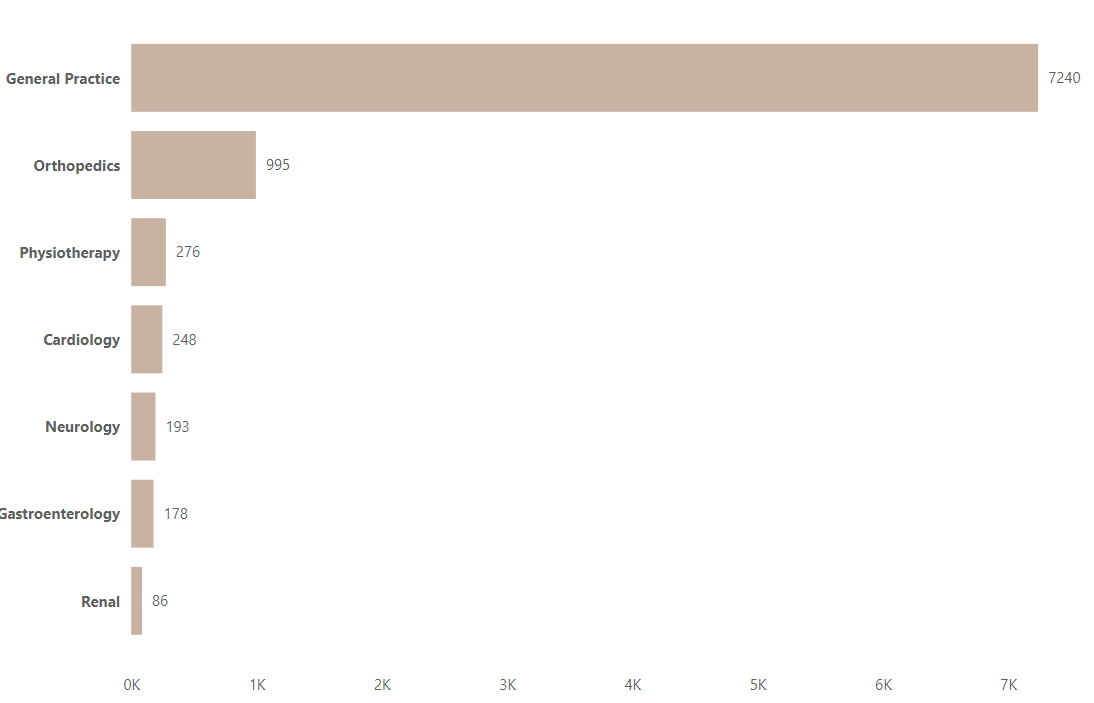 General Practice 7240
Orthopedics 995
Physiotherapy 276
Cardiology 248
Neurology 193
Gastroenterology 178
Renal 86
0K 1K 2K 3K 4K 5K 6K 7K